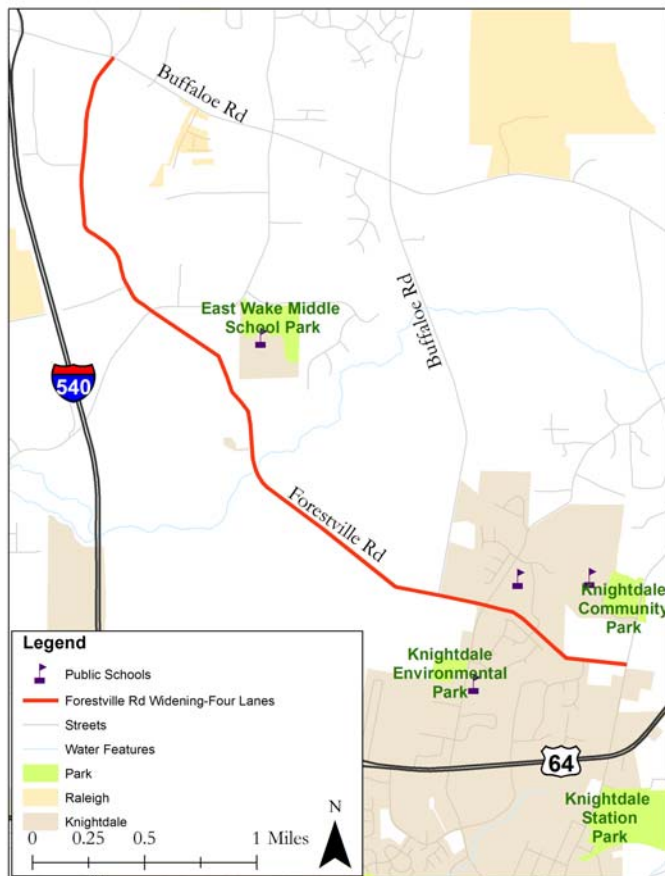 Buffaloe Rd
East Wake Middle
School Park
Buffaloe Rd
540
Forestville Rd
Knightdale
Community
Park
Knightdale
Environmental
Park
64
Knightdale
Station
Park
Legend
Public Schools
Forestville Rd Widening-Four Lanes
Streets
Water Features
Park
Raleigh
Knightdale
N
0 0.25 0.5 1 Miles